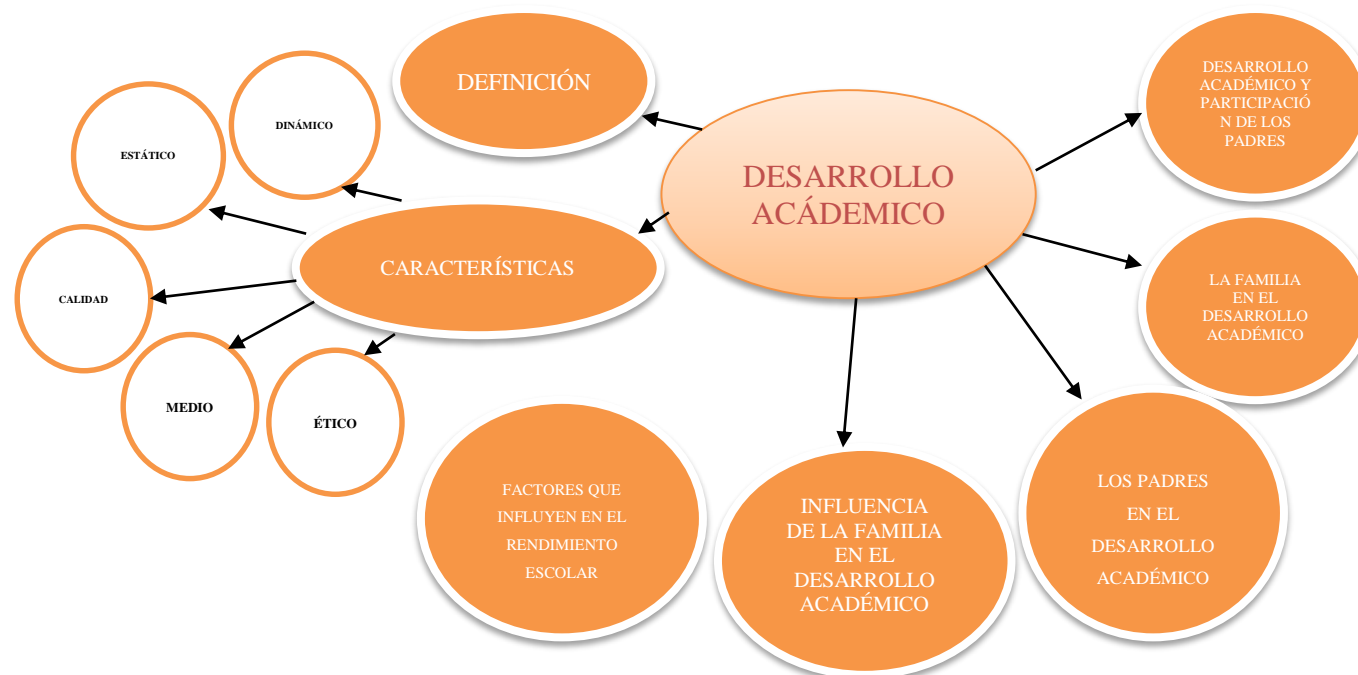 DEFINICIÓN
DESARROLLO
ACÁDEMICO
DESARROLLO
ACADÉMICO Y
PARTICIPACIÓ
N DE LOS
PADRES
DINÁMICO
ESTÁTICO
CARACTERÍSTICAS
CALIDAD
MEDIO
ÉTICO
LA FAMILIA
EN EL
DESARROLLO
ACADÉMICO
FACTORES QUE
INFLUYEN EN EL
RENDIMIENTO
ESCOLAR
INFLUENCIA
DE LA FAMILIA
EN EL
DESARROLLO
ACADÉMICO
LOS PADRES
EN EL
DESARROLLO
ACADÉMICO